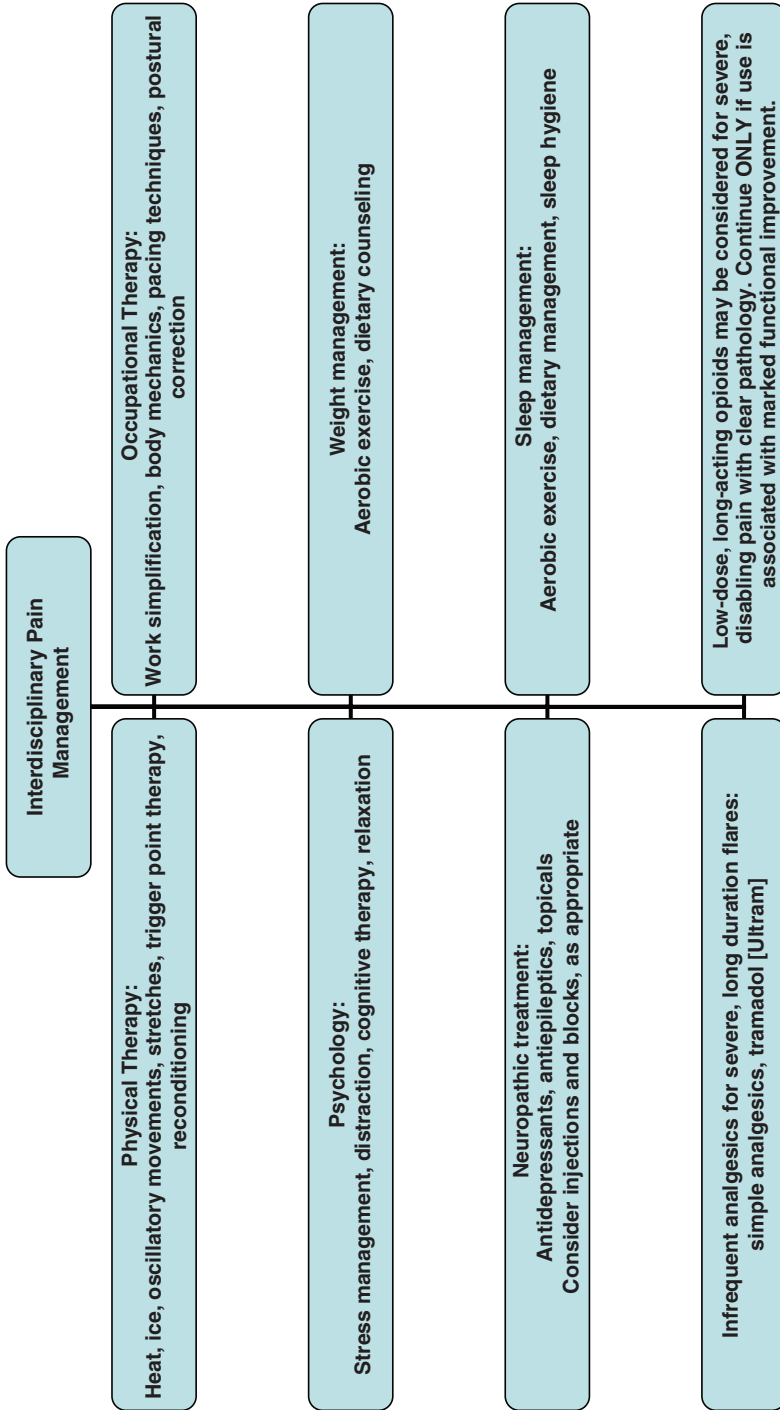 Interdisciplinary Pain
Management
Physical Therapy:
Heat, ice, oscillatory movements, stretches, trigger point therapy,
reconditioning
Occupational Therapy:
Work simplification, body mechanics, pacing techniques, postural
correction
Psychology:
Stress management, distraction, cognitive therapy, relaxation
Weight management:
Aerobic exercise, dietary counseling
Neuropathic treatment:
Antidepressants, antiepileptics, topicals
Consider injections and blocks, as appropriate
Sleep management:
Aerobic exercise, dietary management, sleep hygiene
Infrequent analgesics for severe, long duration flares:
simple analgesics, tramadol [Ultram]
Low-dose, long-acting opioids may be considered for severe,
disabling pain with clear pathology. Continue ONLY if use is
associated with marked functional improvement.